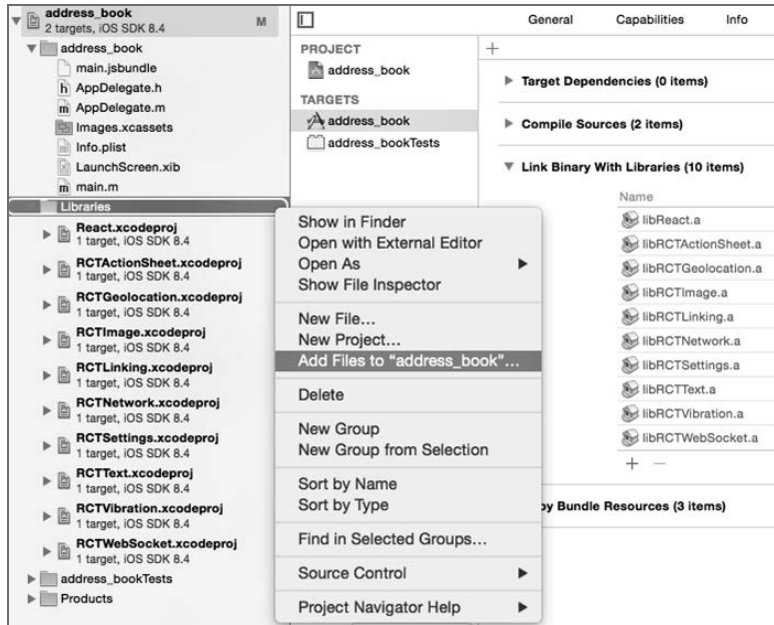 address_book
2 targets, iOS SDK 8.4
M
address_book
main.jsbundle
h AppDelegate.h
m AppDelegate.m
Images.xcassets
Info.plist
LaunchScreen.xib
m main.m
Libraries
React.xcodeproj
1 target, iOS SDK 8.4
RCTActionSheet.xcodeproj
1 target, iOS SDK 8.4
RCTGeolocation.xcodeproj
1 target, iOS SDK 8.4
RCTImage.xcodeproj
1 target, iOS SDK 8.4
RCTLinking.xcodeproj
1 target, iOS SDK 8.4
RCTNetwork.xcodeproj
1 target, iOS SDK 8.4
RCTSettings.xcodeproj
1 target, iOS SDK 8.4
RCTText.xcodeproj
1 target, iOS SDK 8.4
RCTVibration.xcodeproj
1 target, iOS SDK 8.4
RCTWebSocket.xcodeproj
1 target, iOS SDK 8.4
address_bookTests
Products
PROJECT
address_book
TARGETS
address_book
address_bookTests
Show in Finder
Open with External Editor
Open As
Show File Inspector
New File...
New Project...
Add Files to “address_book”...
Delete
New Group
New Group from Selection
Sort by Name
Sort by Type
Find in Selected Groups...
Source Control
Project Navigator Help
General Capabilities Info
+
Target Dependencies (0 items)
Compile Sources (2 items)
Link Binary With Libraries (10 items)
Name
libReact.a
libRCTActionSheet.a
libRCTGeolocation.a
libRCTImage.a
libRCTLinking.a
libRCTNetwork.a
libRCTSettings.a
libRCTText.a
libRCTVibration.a
libRCTWebSocket.a
+ −
py Bundle Resources (3 items)